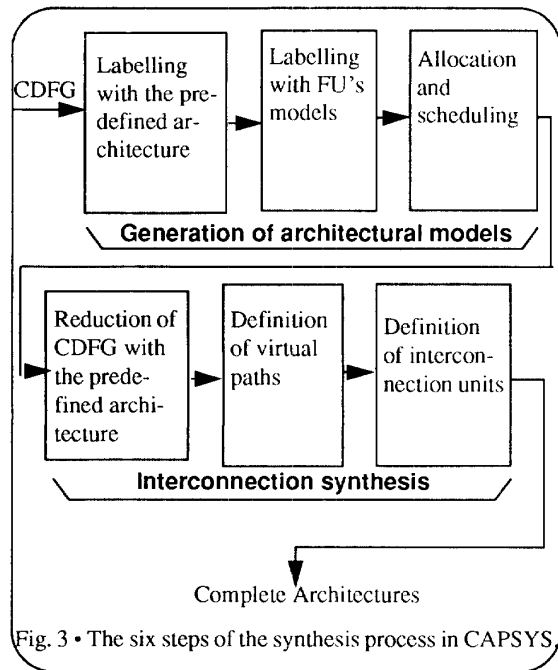 CDFG
Labelling
with the pre-
defined ar-
chitecture
Labelling
with FU's
models
Allocation
and
scheduling
Generation of architectural models
Reduction of
CDFG with
the prede-
fined archi-
tecture
Definition
of virtual
paths
Definition
of intercon-
nection units
Interconnection synthesis
Complete Architectures
Fig. 3 • The six steps of the synthesis process in CAPSYS.